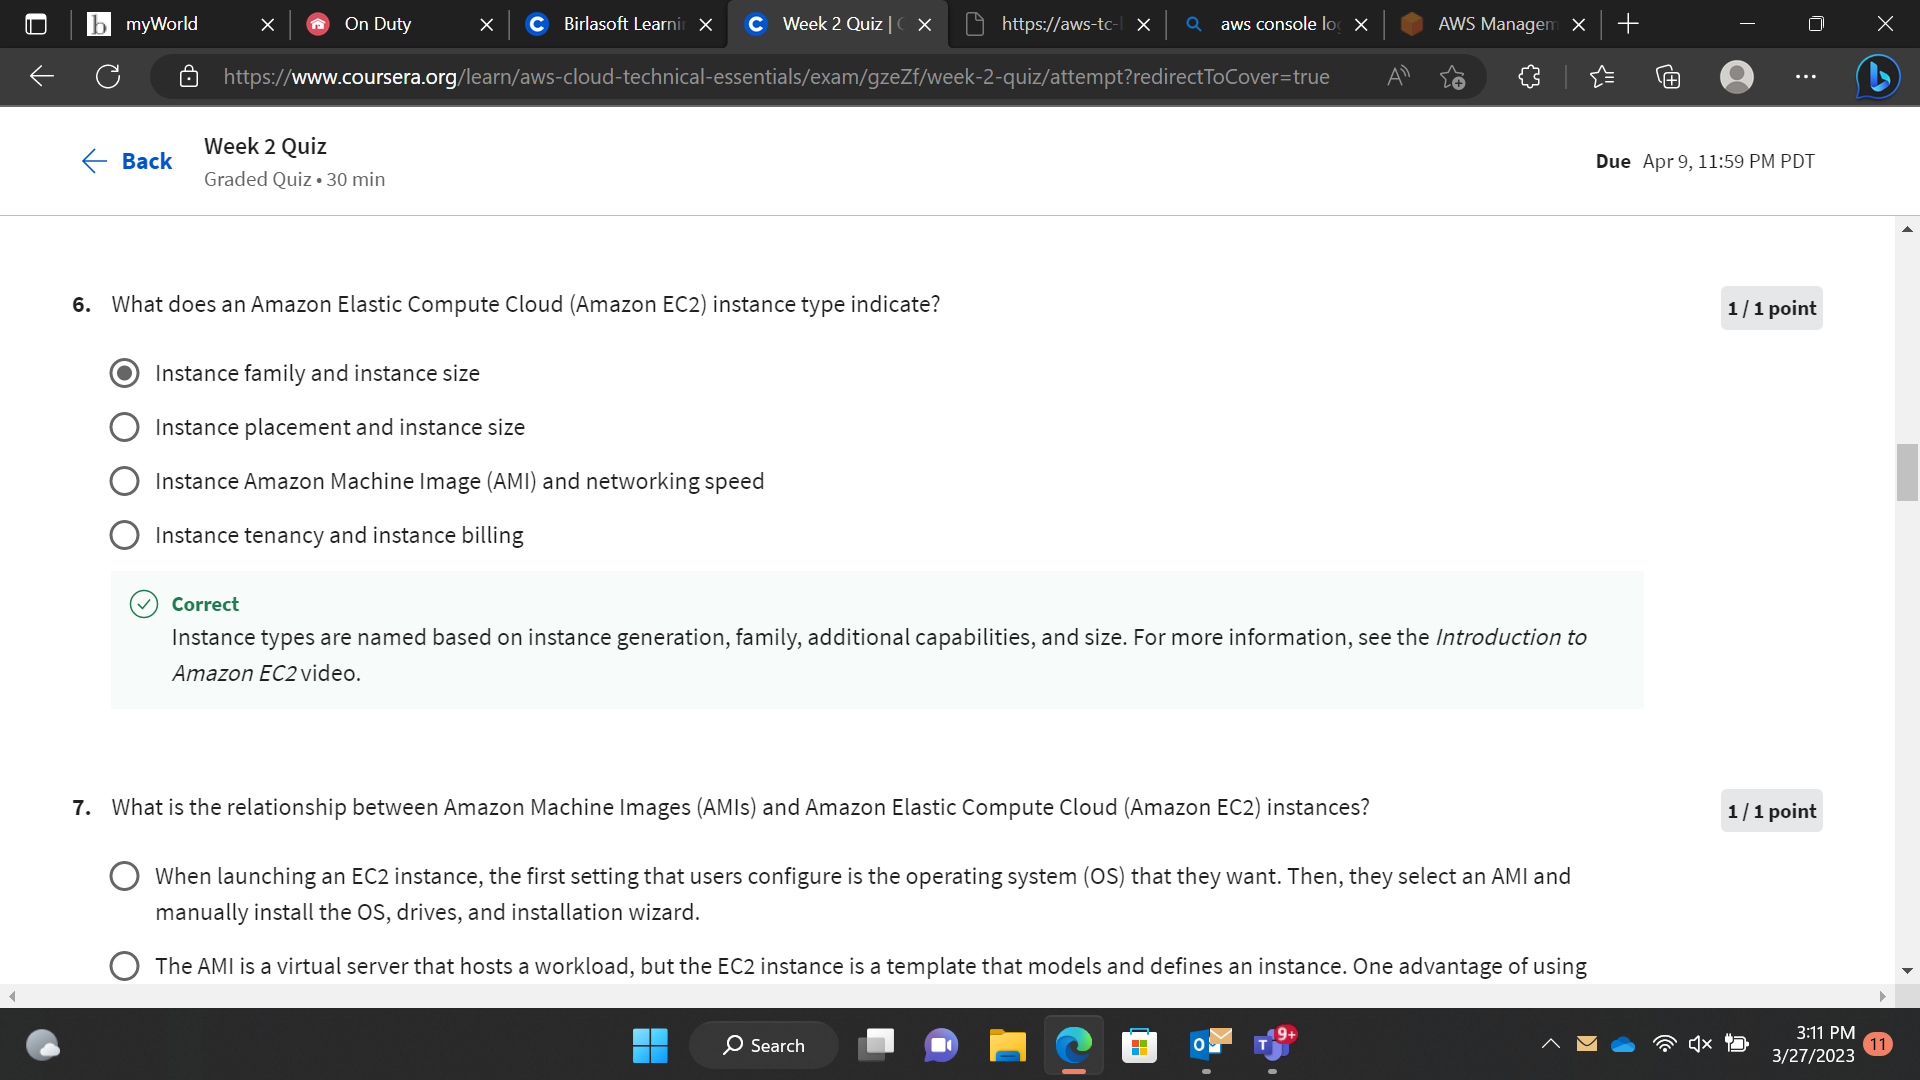 myWorld
On Duty
Birlasoft Learni
Week 2 Quiz |
https://aws-tc-
aws console lo
AWS Managem
https://www.coursera.org/learn/aws-cloud-technical-essentials/exam/gzeZf/week-2-quiz/attempt?redirectToCover=true
Back
Week 2 Quiz
Graded Quiz • 30 min
Due Apr 9, 11:59 PM PDT
6. What does an Amazon Elastic Compute Cloud (Amazon EC2) instance type indicate?
1 / 1 point
Instance family and instance size
Instance placement and instance size
Instance Amazon Machine Image (AMI) and networking speed
Instance tenancy and instance billing
Correct
Instance types are named based on instance generation, family, additional capabilities, and size. For more information, see the Introduction to
Amazon EC2 video.
7. What is the relationship between Amazon Machine Images (AMIs) and Amazon Elastic Compute Cloud (Amazon EC2) instances?
1 / 1 point
When launching an EC2 instance, the first setting that users configure is the operating system (OS) that they want. Then, they select an AMI and
manually install the OS, drives, and installation wizard.
The AMI is a virtual server that hosts a workload, but the EC2 instance is a template that models and defines an instance. One advantage of using
Search
9+
3:11 PM
3/27/2023
11